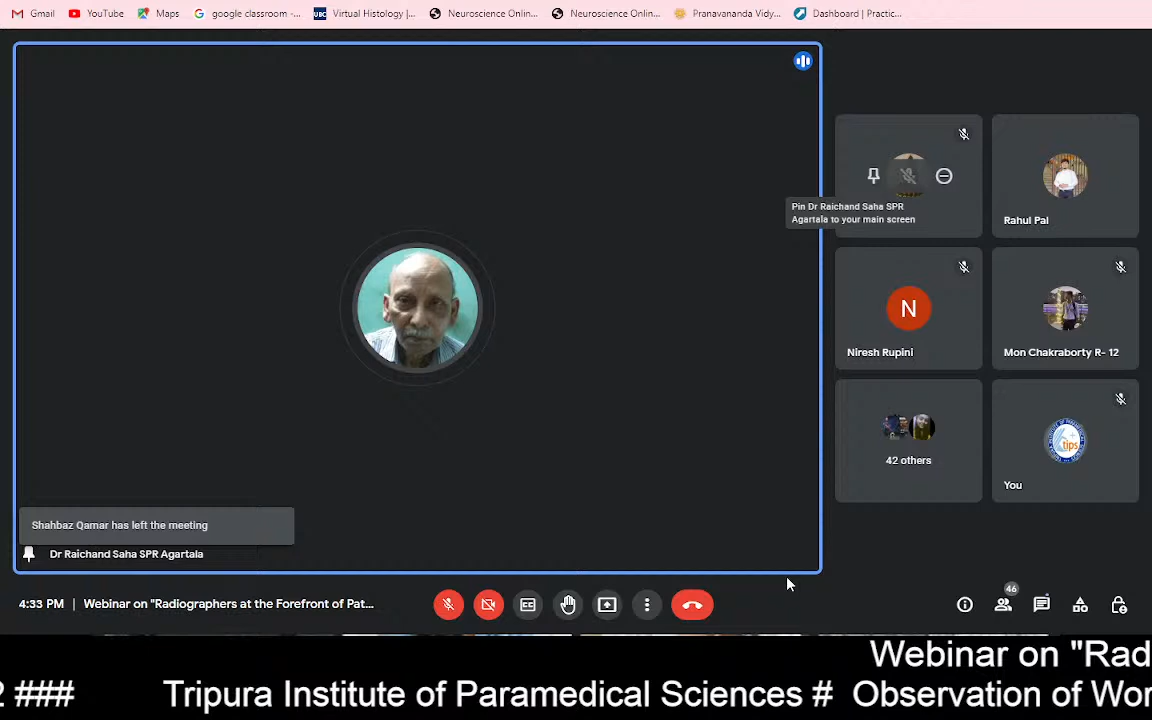 Gmail
YouTube
Maps
google classroom -...
Virtual Histology |...
Neuroscience Onlin...
Neuroscience Onlin...
Pranavananda Vidy...
Dashboard | Practic...
Pin Dr Raichand Saha SPR
Agartala to your main screen
Rahul Pal
N
Niresh Rupini
Mon Chakraborty R- 12
42 others
tips
You
Shahbaz Qamar has left the meeting
Dr Raichand Saha SPR Agartala
4:33 PM | Webinar on "Radiographers at the Forefront of Pat...
46
Webinar on "Rad
2 ### Tripura Institute of Paramedical Sciences # Observation of Wor